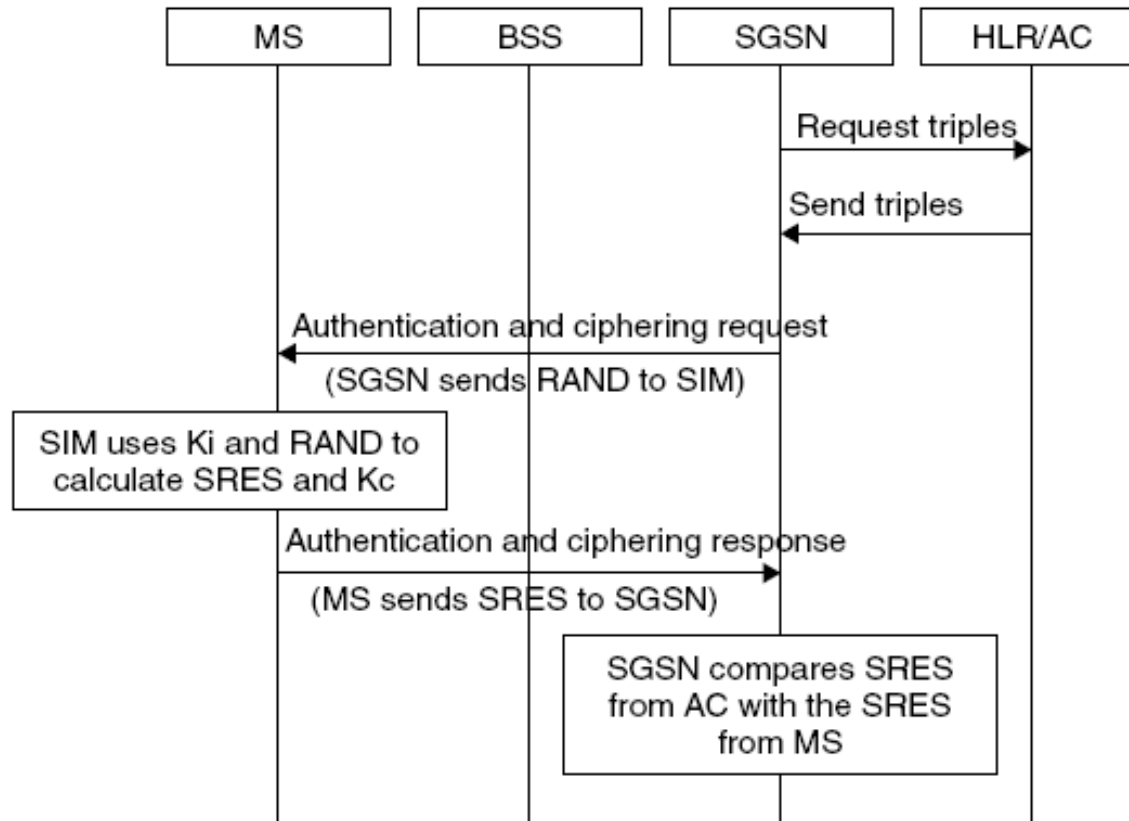 MS
BSS
SGSN
HLR/AC
Request triples
Send triples
Authentication and ciphering request
(SGSN sends RAND to SIM)
SIM uses Ki and RAND to
calculate SRES and Kc
Authentication and ciphering response
(MS sends SRES to SGSN)
SGSN compares SRES
from AC with the SRES
from MS